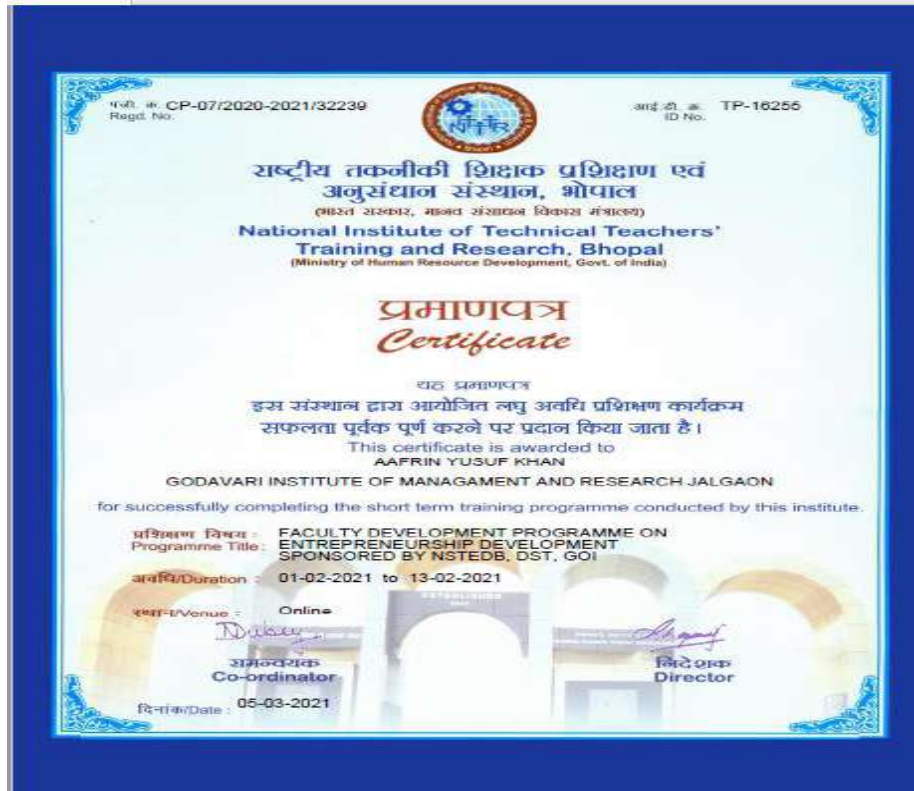 पंजी. क्र. CP-07/2020-2021/32239
Regd. No.
आई.डी. क्र. TP-16255
ID No.
NITTTR
राष्ट्रीय तकनीकी शिक्षक प्रशिक्षण एवं
अनुसंधान संस्थान, भोपाल
(भारत सरकार, मानव संसाधन विकास मंत्रालय)
National Institute of Technical Teachers'
Training and Research, Bhopal
(Ministry of Human Resource Development, Govt. of India)
प्रमाणपत्र
Certificate
यह प्रमाणपत्र
इस संस्थान द्वारा आयोजित लघु अवधि प्रशिक्षण कार्यक्रम
सफलता पूर्वक पूर्ण करने पर प्रदान किया जाता है।
This certificate is awarded to
AAFRIN YUSUF KHAN
GODAVARI INSTITUTE OF MANAGAMENT AND RESEARCH JALGAON
for successfully completing the short term training programme conducted by this institute.
प्रशिक्षण विषय : FACULTY DEVELOPMENT PROGRAMME ON
Programme Title : ENTREPRENEURSHIP DEVELOPMENT
SPONSORED BY NSTEDB, DST, GOI
अवधि/Duration : 01-02-2021 to 13-02-2021
स्थान/Venue : Online
समन्वयक
Co-ordinator
निदेशक
Director
दिनांक/Date : 05-03-2021